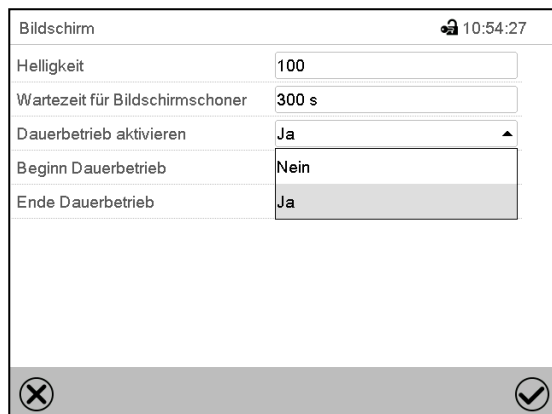 Bildschirm 10:54:27
Helligkeit 100
Wartezeit für Bildschirmschoner 300 s
Dauerbetrieb aktivieren Ja
Beginn Dauerbetrieb Nein
Ende Dauerbetrieb Ja